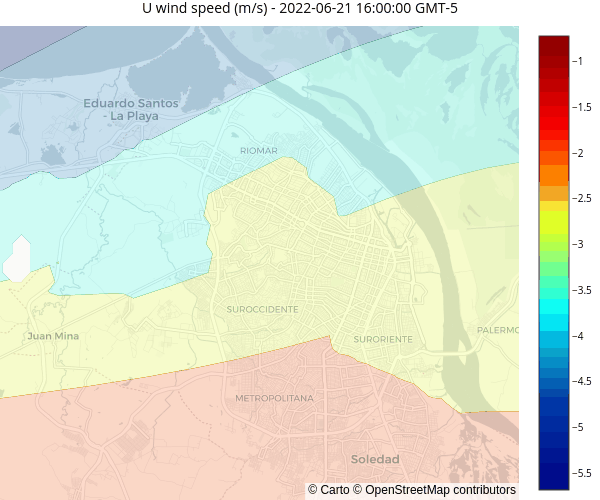 U wind speed (m/s) - 2022-06-21 16:00:00 GMT-5
−1
−1.5
−2
−2.5
−3
−3.5
−4
−4.5
−5
−5.5
Eduardo Santos
- La Playa
RIOMAR
SUROCCIDENTE
Juan Mina
SURORIENTE
PALERMO
METROPOLITANA
Soledad
© Carto © OpenStreetMap contributors